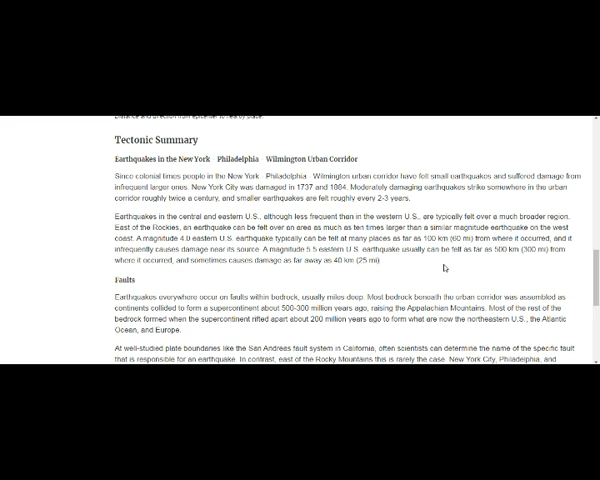 Distance and direction from epicenter to nearby place.
Tectonic Summary
Earthquakes in the New York - Philadelphia - Wilmington Urban Corridor
Since colonial times people in the New York - Philadelphia - Wilmington urban corridor have felt small earthquakes and suffered damage from
infrequent larger ones. New York City was damaged in 1737 and 1884. Moderately damaging earthquakes strike somewhere in the urban
corridor roughly twice a century, and smaller earthquakes are felt roughly every 2-3 years.
Earthquakes in the central and eastern U.S., although less frequent than in the western U.S., are typically felt over a much broader region.
East of the Rockies, an earthquake can be felt over an area as much as ten times larger than a similar magnitude earthquake on the west
coast. A magnitude 4.0 eastern U.S. earthquake typically can be felt at many places as far as 100 km (60 mi) from where it occurred, and it
infrequently causes damage near its source. A magnitude 5.5 eastern U.S. earthquake usually can be felt as far as 500 km (300 mi) from
where it occurred, and sometimes causes damage as far away as 40 km (25 mi).
Faults
Earthquakes everywhere occur on faults within bedrock, usually miles deep. Most bedrock beneath the urban corridor was assembled as
continents collided to form a supercontinent about 500-300 million years ago, raising the Appalachian Mountains. Most of the rest of the
bedrock formed when the supercontinent rifted apart about 200 million years ago to form what are now the northeastern U.S., the Atlantic
Ocean, and Europe.
At well-studied plate boundaries like the San Andreas fault system in California, often scientists can determine the name of the specific fault
that is responsible for an earthquake. In contrast, east of the Rocky Mountains this is rarely the case. New York City, Philadelphia, and